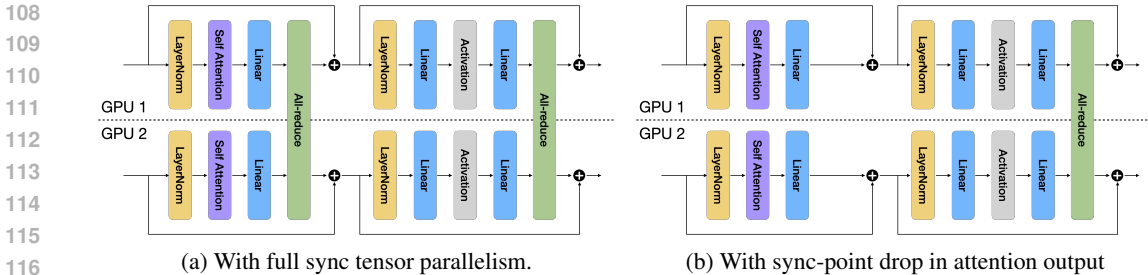 108
109
110
111
112
113
114
115
116
LayerNorm
Self Attention
Linear
All-reduce
LayerNorm
Linear
Activation
Linear
All-reduce
GPU 1
GPU 2
LayerNorm
Self Attention
Linear
LayerNorm
Linear
Activation
Linear
(a) With full sync tensor parallelism.
LayerNorm
Self Attention
Linear
LayerNorm
Linear
Activation
Linear
All-reduce
GPU 1
GPU 2
LayerNorm
Self Attention
Linear
LayerNorm
Linear
Activation
Linear
(b) With sync-point drop in attention output